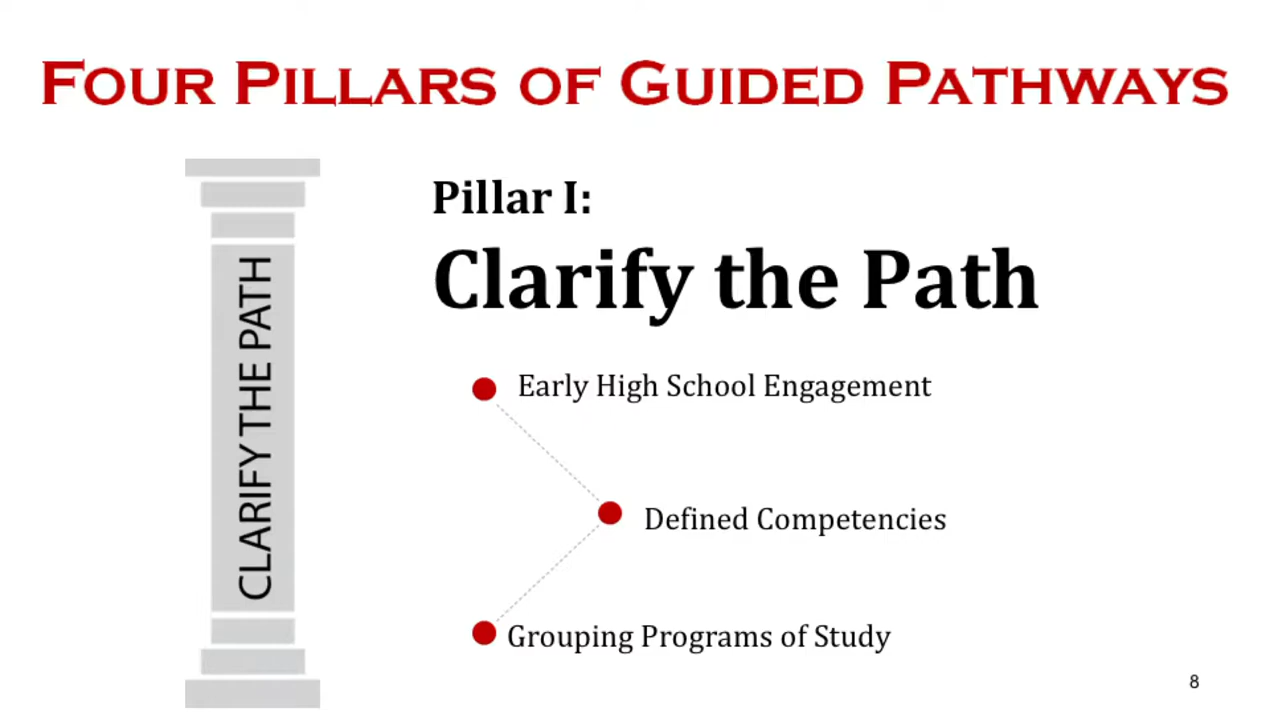 FOUR PILLARS OF GUIDED PATHWAYS
CLARIFY THE PATH
Pillar I:
Clarify the Path
Early High School Engagement
Defined Competencies
Grouping Programs of Study
8